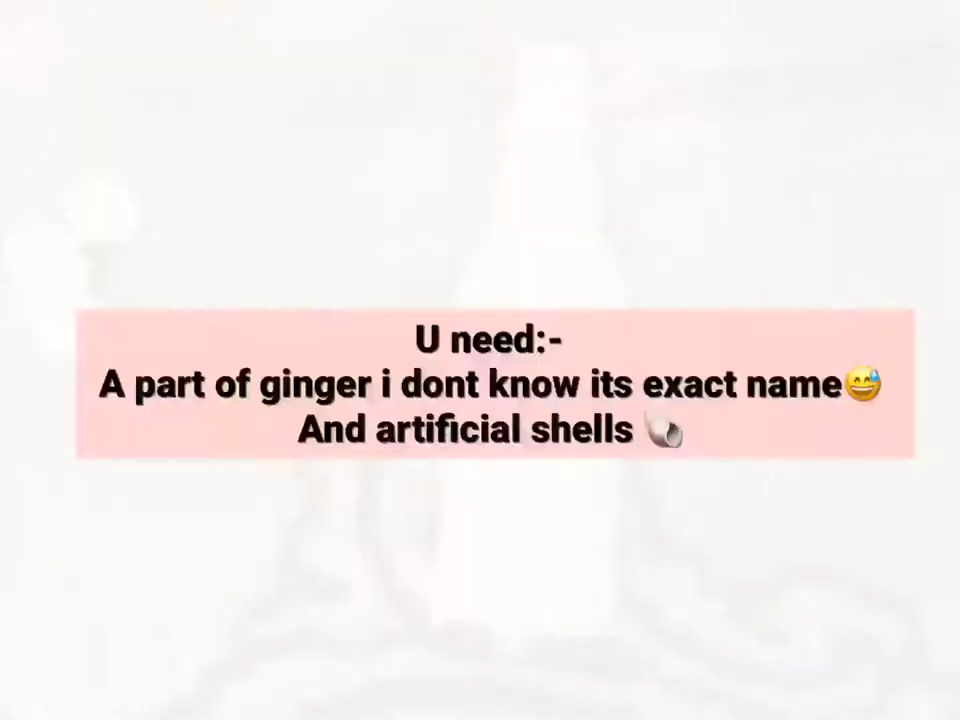 U need:-
A part of ginger i dont know its exact name😅
And artificial shells 🐚